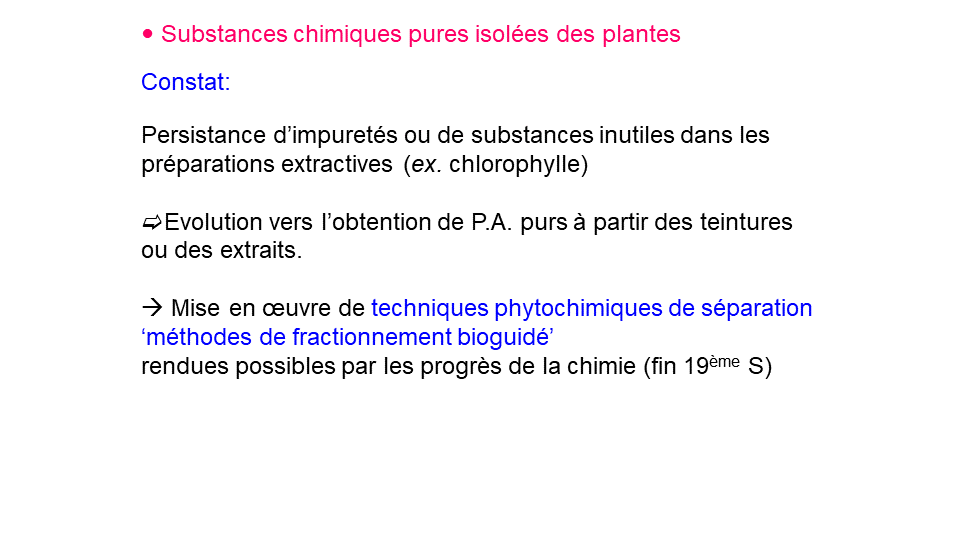 • Substances chimiques pures isolées des plantes
Constat:
Persistance d’impuretés ou de substances inutiles dans les
préparations extractives (ex. chlorophylle)
➯Evolution vers l’obtention de P.A. purs à partir des teintures
ou des extraits.
→ Mise en œuvre de techniques phytochimiques de séparation
‘méthodes de fractionnement bioguidé’
rendues possibles par les progrès de la chimie (fin 19ème S)